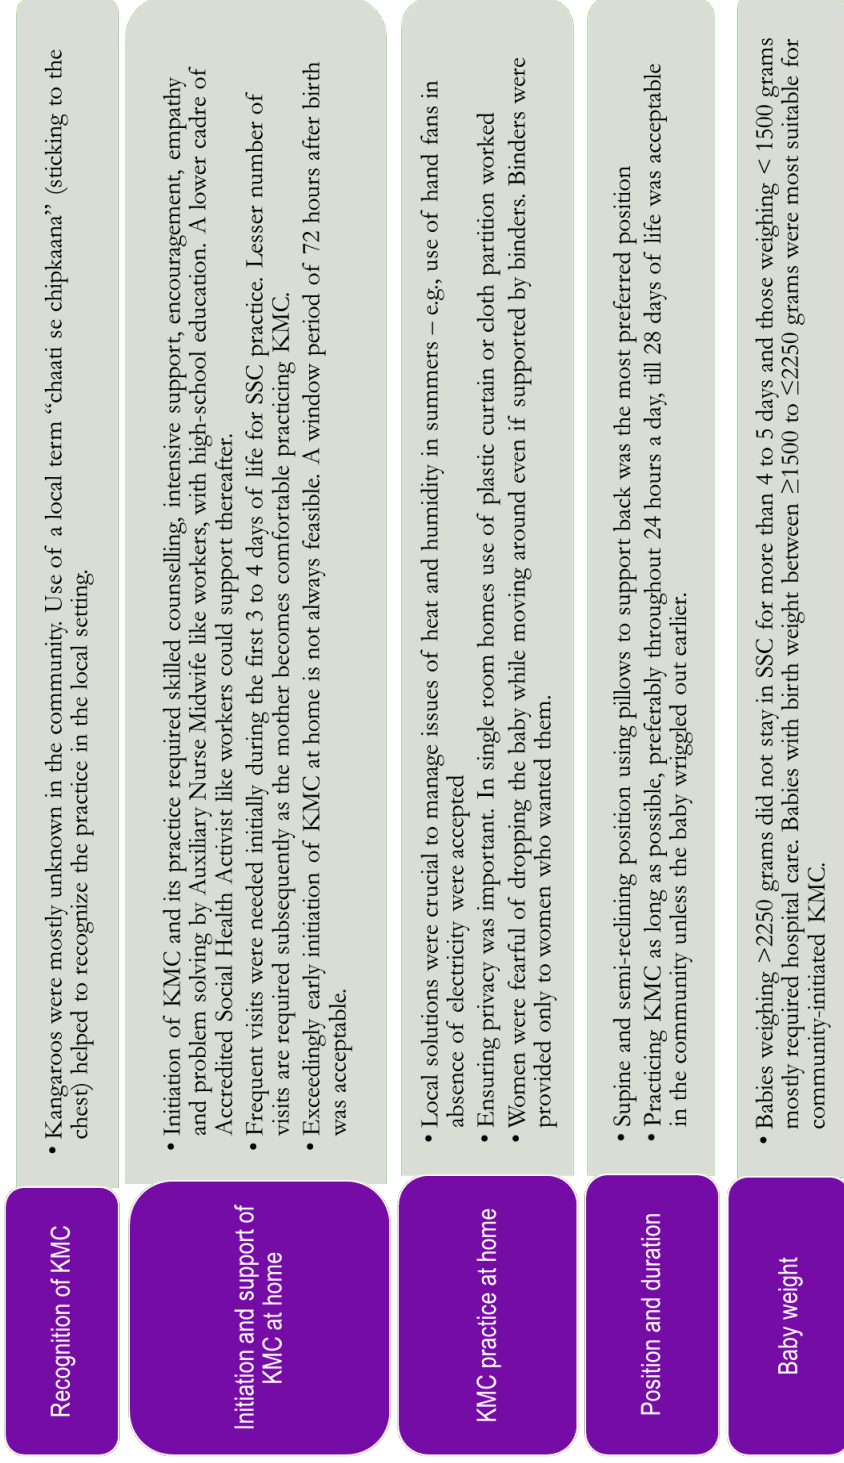 Recognition of KMC
• Kangaroos were mostly unknown in the community. Use of a local term “chaati se chipkaana” (sticking to the
chest) helped to recognize the practice in the local setting.
Initiation and support of
KMC at home
• Initiation of KMC and its practice required skilled counselling, intensive support, encouragement, empathy
and problem solving by Auxiliary Nurse Midwife like workers, with high-school education. A lower cadre of
Accredited Social Health Activist like workers could support thereafter.
• Frequent visits were needed initially during the first 3 to 4 days of life for SSC practice. Lesser number of
visits are required subsequently as the mother becomes comfortable practicing KMC.
• Exceedingly early initiation of KMC at home is not always feasible. A window period of 72 hours after birth
was acceptable.
KMC practice at home
• Local solutions were crucial to manage issues of heat and humidity in summers – e.g., use of hand fans in
absence of electricity were accepted
• Ensuring privacy was important. In single room homes use of plastic curtain or cloth partition worked
• Women were fearful of dropping the baby while moving around even if supported by binders. Binders were
provided only to women who wanted them.
Position and duration
• Supine and semi-reclining position using pillows to support back was the most preferred position
• Practicing KMC as long as possible, preferably throughout 24 hours a day, till 28 days of life was acceptable
in the community unless the baby wriggled out earlier.
Baby weight
• Babies weighing >2250 grams did not stay in SSC for more than 4 to 5 days and those weighing < 1500 grams
mostly required hospital care. Babies with birth weight between ≥1500 to ≤2250 grams were most suitable for
community-initiated KMC.